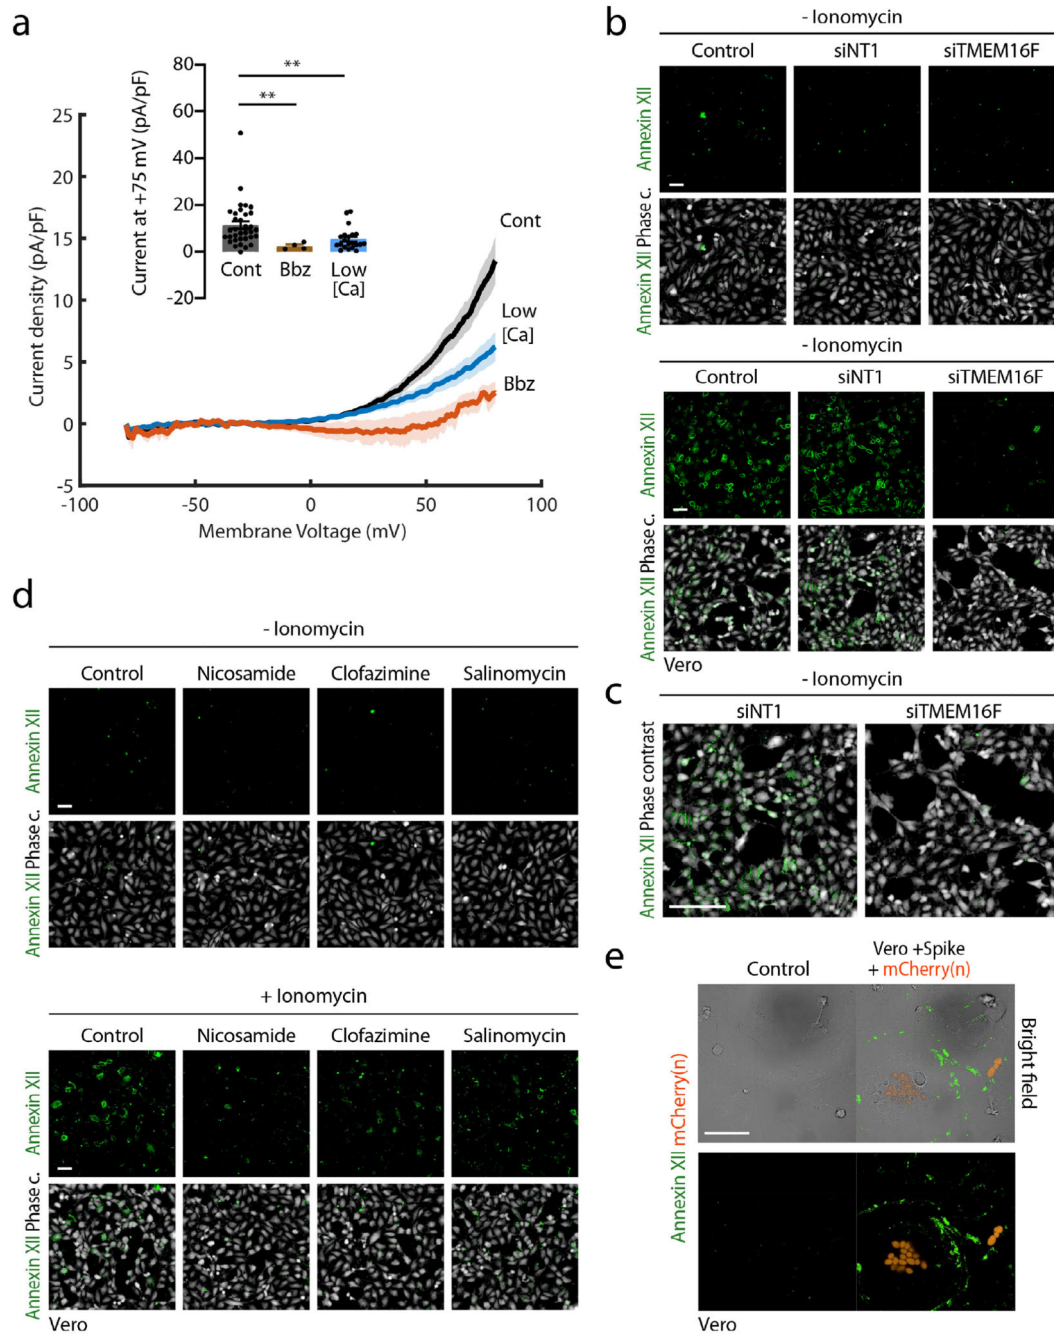 a
80
60
40
20
0
-20
Current at +75 mV (pA/pF)
**
**
Cont
Bbz
Low
[Ca]
25
20
15
10
5
0
-5
Current density (pA/pF)
Cont
Low
[Ca]
Bbz
-100
-50
0
50
100
Membrane Voltage (mV)
b
- Ionomycin
Control
siNT1
siTMEM16F
Annexin XII
Annexin XII Phase c.
- Ionomycin
Control
siNT1
siTMEM16F
Annexin XII
Annexin XII Phase c.
Vero
c
- Ionomycin
siNT1
siTMEM16F
Annexin XII Phase contrast
d
- Ionomycin
Control
Nicosamide
Clofazimine
Salinomycin
Annexin XII
Annexin XII Phase c.
+ Ionomycin
Control
Nicosamide
Clofazimine
Salinomycin
Annexin XII
Annexin XII Phase c.
Vero
e
Control
Vero +Spike
+ mCherry(n)
Annexin XII mCherry(n)
Bright field
Vero